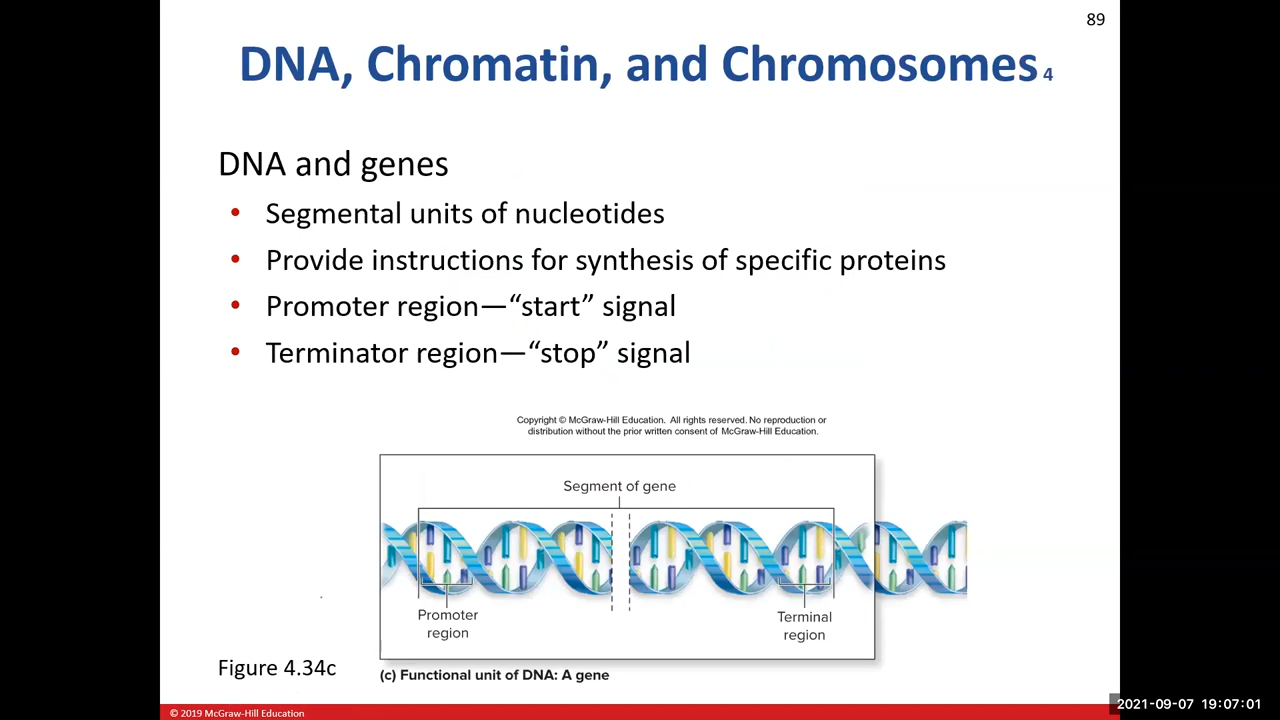 89
DNA, Chromatin, and Chromosomes 4
DNA and genes
• Segmental units of nucleotides
• Provide instructions for synthesis of specific proteins
• Promoter region—“start” signal
• Terminator region—“stop” signal
Copyright © McGraw-Hill Education. All rights reserved. No reproduction or
distribution without the prior written consent of McGraw-Hill Education.
Segment of gene
Promoter
region
Terminal
region
Figure 4.34c
(c) Functional unit of DNA: A gene
© 2019 McGraw-Hill Education
2021-09-07 19:07:01